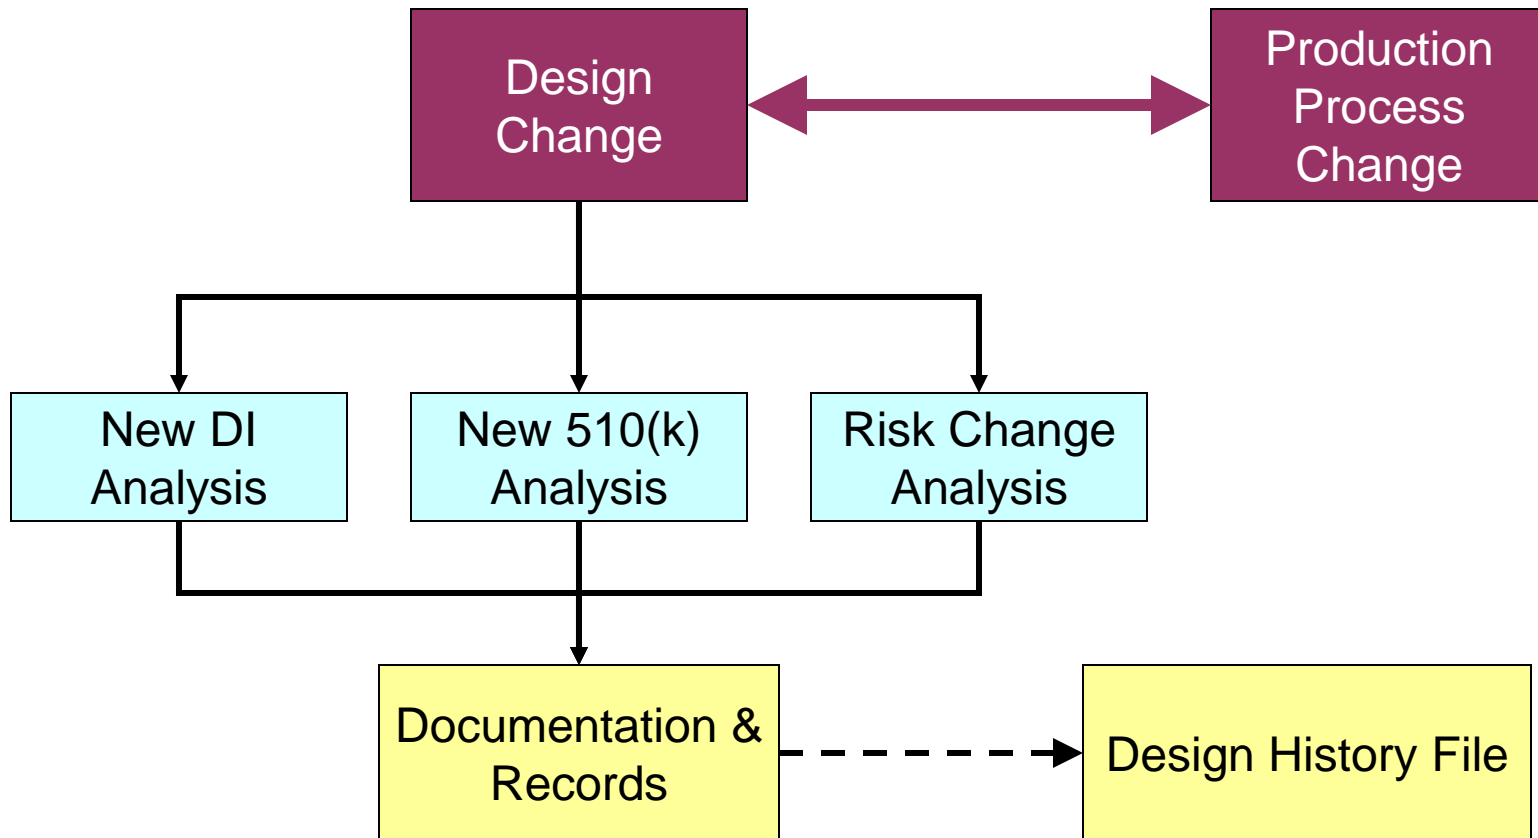 Design
Change
Production
Process
Change
New DI
Analysis
New 510(k)
Analysis
Risk Change
Analysis
Documentation &
Records
Design History File